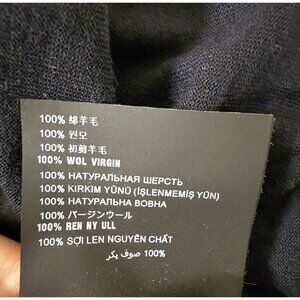 100% 绵羊毛
100% 원모
100% 初剪羊毛
100% WOL VIRGIN
100% НАТУРАЛЬНАЯ ШЕРСТЬ
100% KIRKIM YÜNÜ (İŞLENMEMİŞ YÜN)
100% НАТУРАЛЬНА ВОВНА
100% バージンウール
100% REN NY ULL
100% SỢI LEN NGUYÊN CHẤT
100% صوف بكر